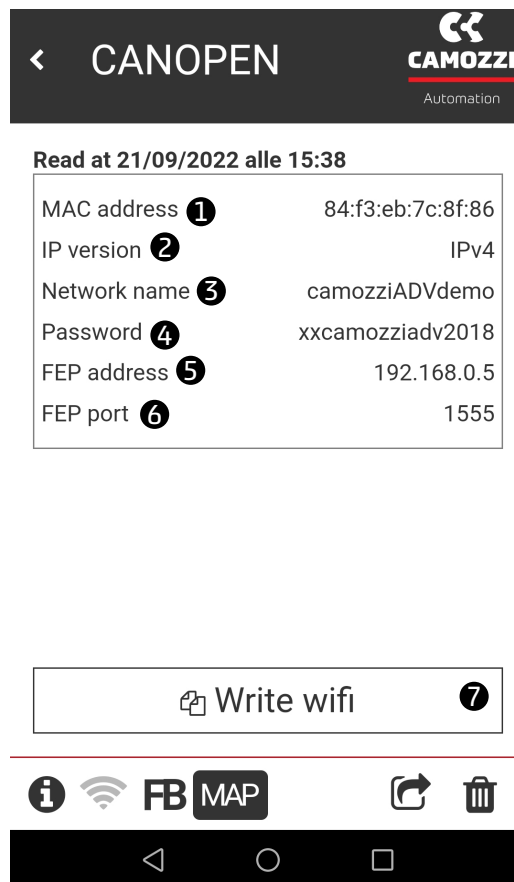 CANOPEN
CAMOZZI
Automation
Read at 21/09/2022 alle 15:38
MAC address 1 84:f3:eb:7c:8f:86
IP version 2 IPv4
Network name 3 camozziADVdemo
Password 4 xxcamozziadv2018
FEP address 5 192.168.0.5
FEP port 6 1555
Write wifi 7
FB MAP